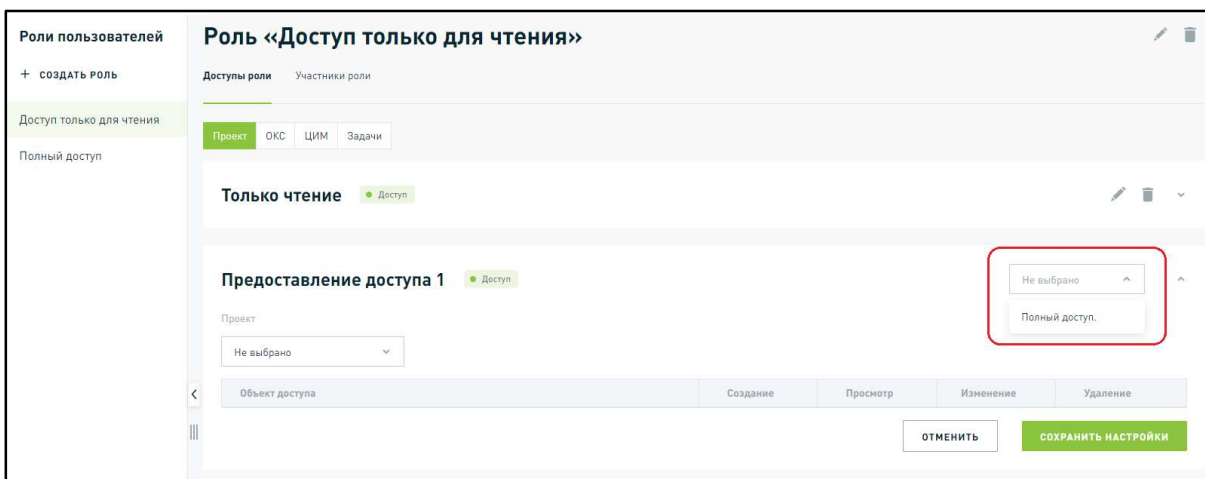 Роли пользователей
+ СОЗДАТЬ РОЛЬ
Доступ только для чтения
Полный доступ
Роль «Доступ только для чтения»
Доступы роли Участники роли
Проект ОКС ЦИМ Задачи
Только чтение Доступ
Предоставление доступа 1 Доступ
Не выбрано
Полный доступ.
Проект
Не выбрано
Объект доступа Создание Просмотр Изменение Удаление
ОТМЕНИТЬ СОХРАНИТЬ НАСТРОЙКИ